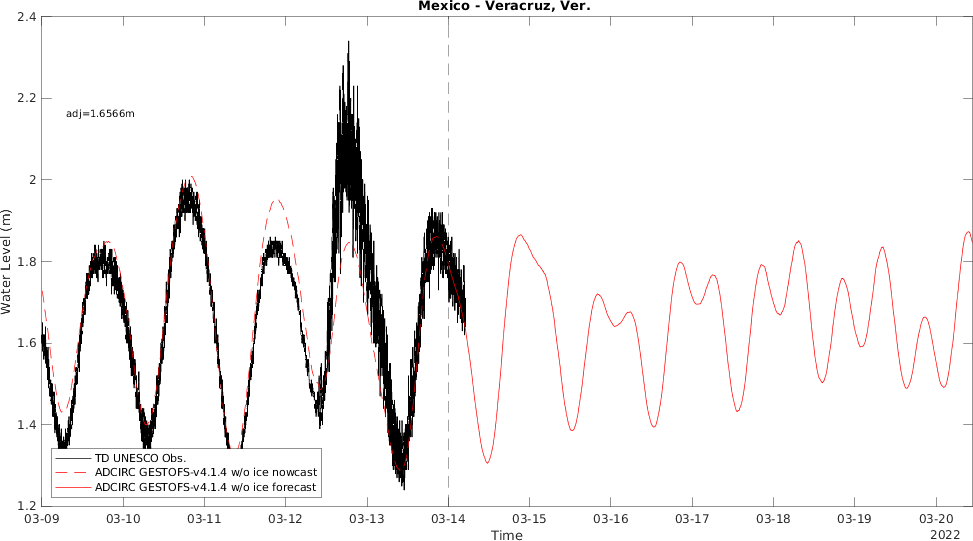 Mexico - Veracruz, Ver.
2.4
2.2
2
1.8
1.6
1.4
1.2
Water Level (m)
adj=1.6566m
TD UNESCO Obs.
ADCIRC GESTOFS-v4.1.4 w/o ice nowcast
ADCIRC GESTOFS-v4.1.4 w/o ice forecast
03-09 03-10 03-11 03-12 03-13 03-14 03-15 03-16 03-17 03-18 03-19 03-20
2022
Time